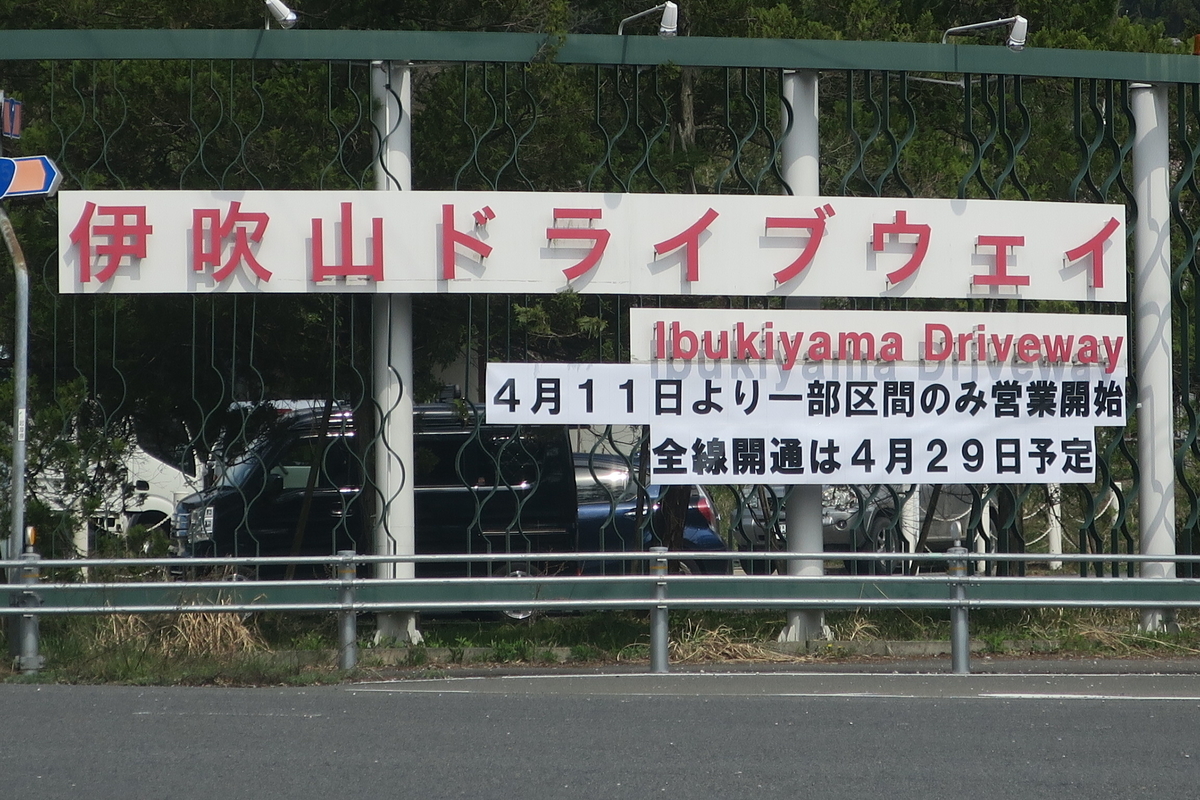 伊吹山ドライブウェイ
Ibukiyama Driveway
４月１１日より一部区間のみ営業開始
全線開通は４月２９日予定